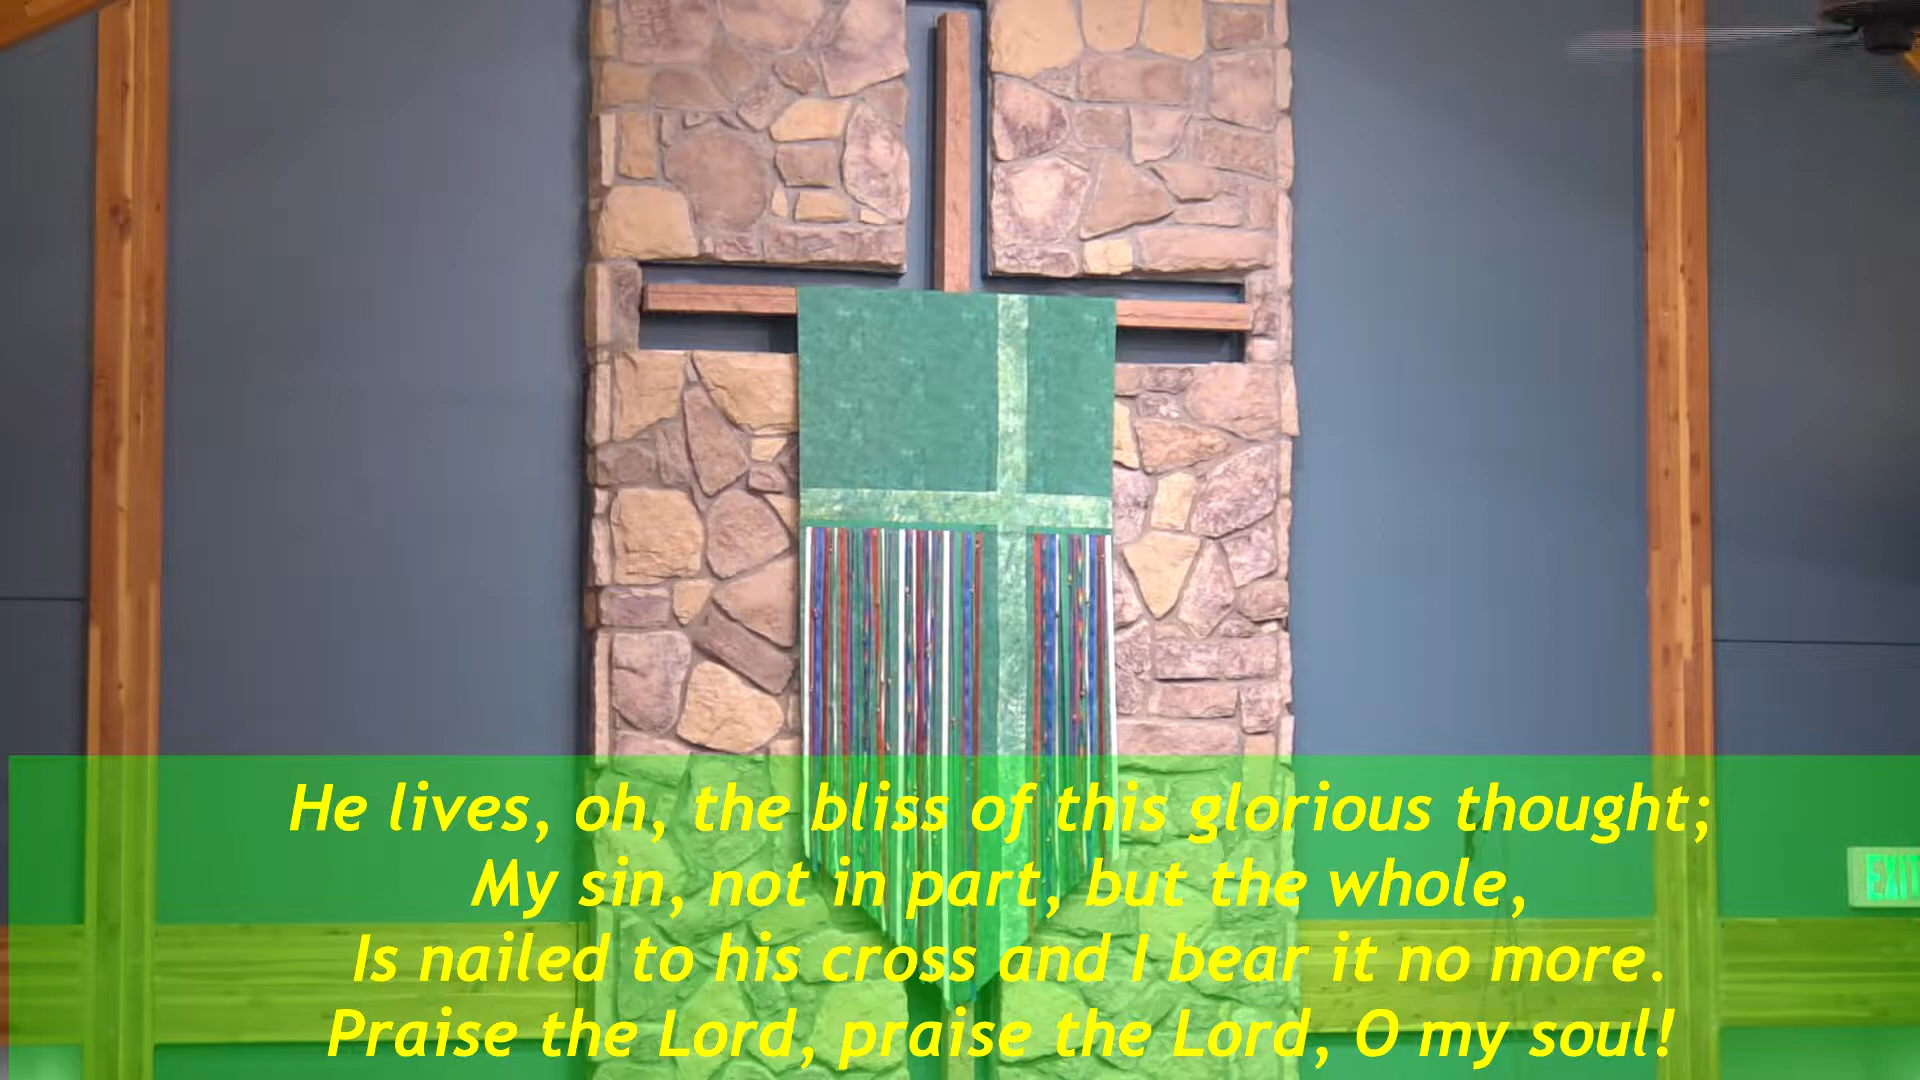 He lives, oh, the bliss of this glorious thought;
My sin, not in part, but the whole,
Is nailed to his cross and I bear it no more.
Praise the Lord, praise the Lord, O my soul!
EXIT